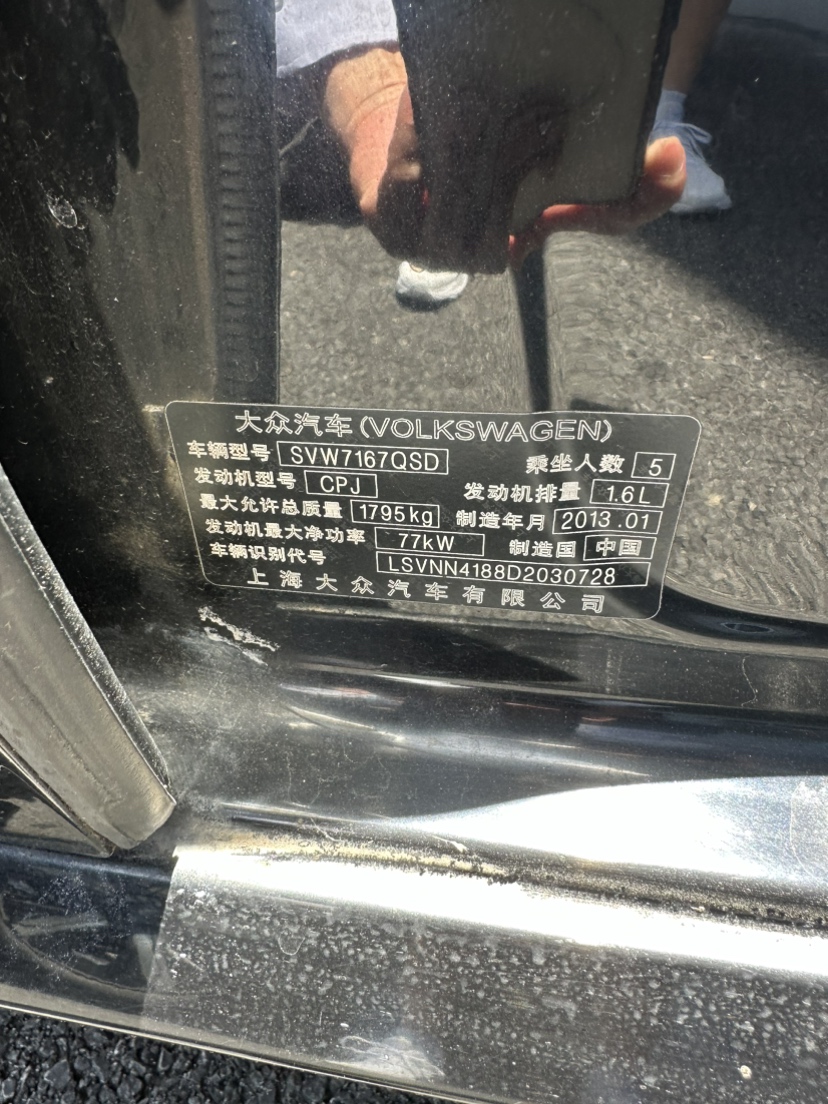 大众汽车(VOLKSWAGEN)
车辆型号 SVW7167QSD 乘坐人数 5
发动机型号 CPJ 发动机排量 1.6L
最大允许总质量 1795kg 制造年月 2013.01
发动机最大净功率 77kW 制造国 中国
车辆识别代号 LSVNN4188D2030728
上海大众汽车有限公司